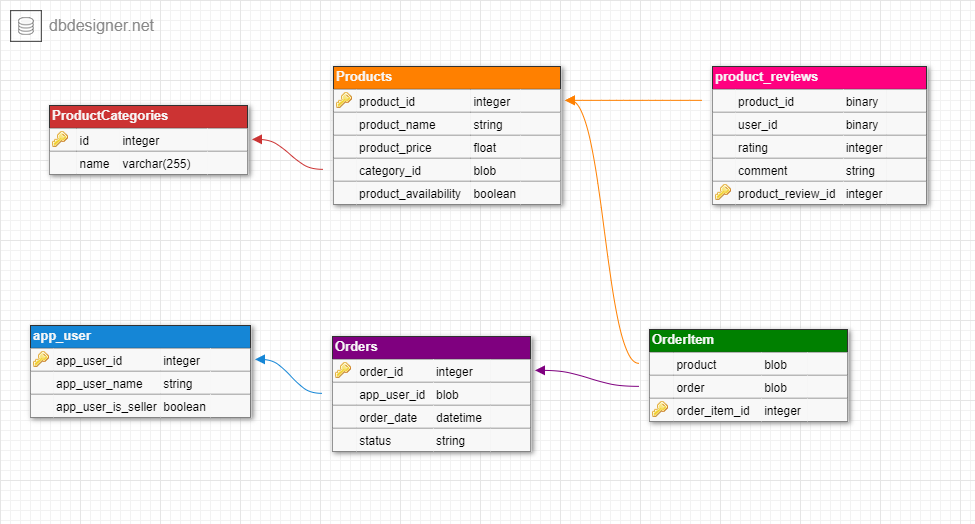 dbdesigner.net
ProductCategories
id integer
name varchar(255)
Products
product_id integer
product_name string
product_price float
category_id blob
product_availability boolean
product_reviews
product_id binary
user_id binary
rating integer
comment string
product_review_id integer
app_user
app_user_id integer
app_user_name string
app_user_is_seller boolean
Orders
order_id integer
app_user_id blob
order_date datetime
status string
OrderItem
product blob
order blob
order_item_id integer